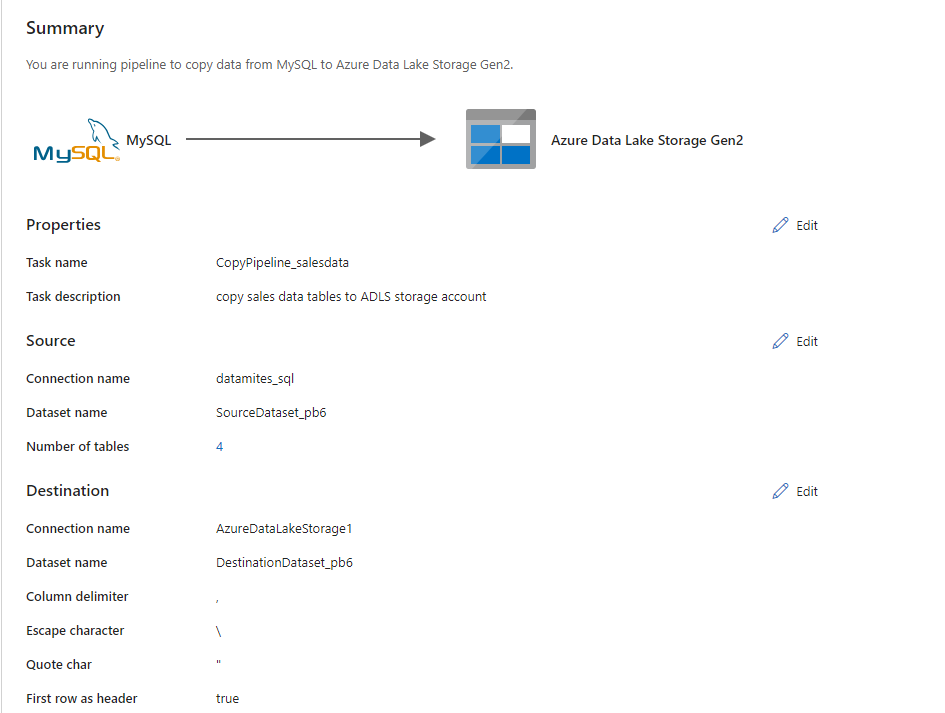 Summary
You are running pipeline to copy data from MySQL to Azure Data Lake Storage Gen2.
MySQL MySQL Azure Data Lake Storage Gen2
Properties Edit
Task name CopyPipeline_salesdata
Task description copy sales data tables to ADLS storage account
Source Edit
Connection name datamites_sql
Dataset name SourceDataset_pb6
Number of tables 4
Destination Edit
Connection name AzureDataLakeStorage1
Dataset name DestinationDataset_pb6
Column delimiter ,
Escape character \
Quote char "
First row as header true